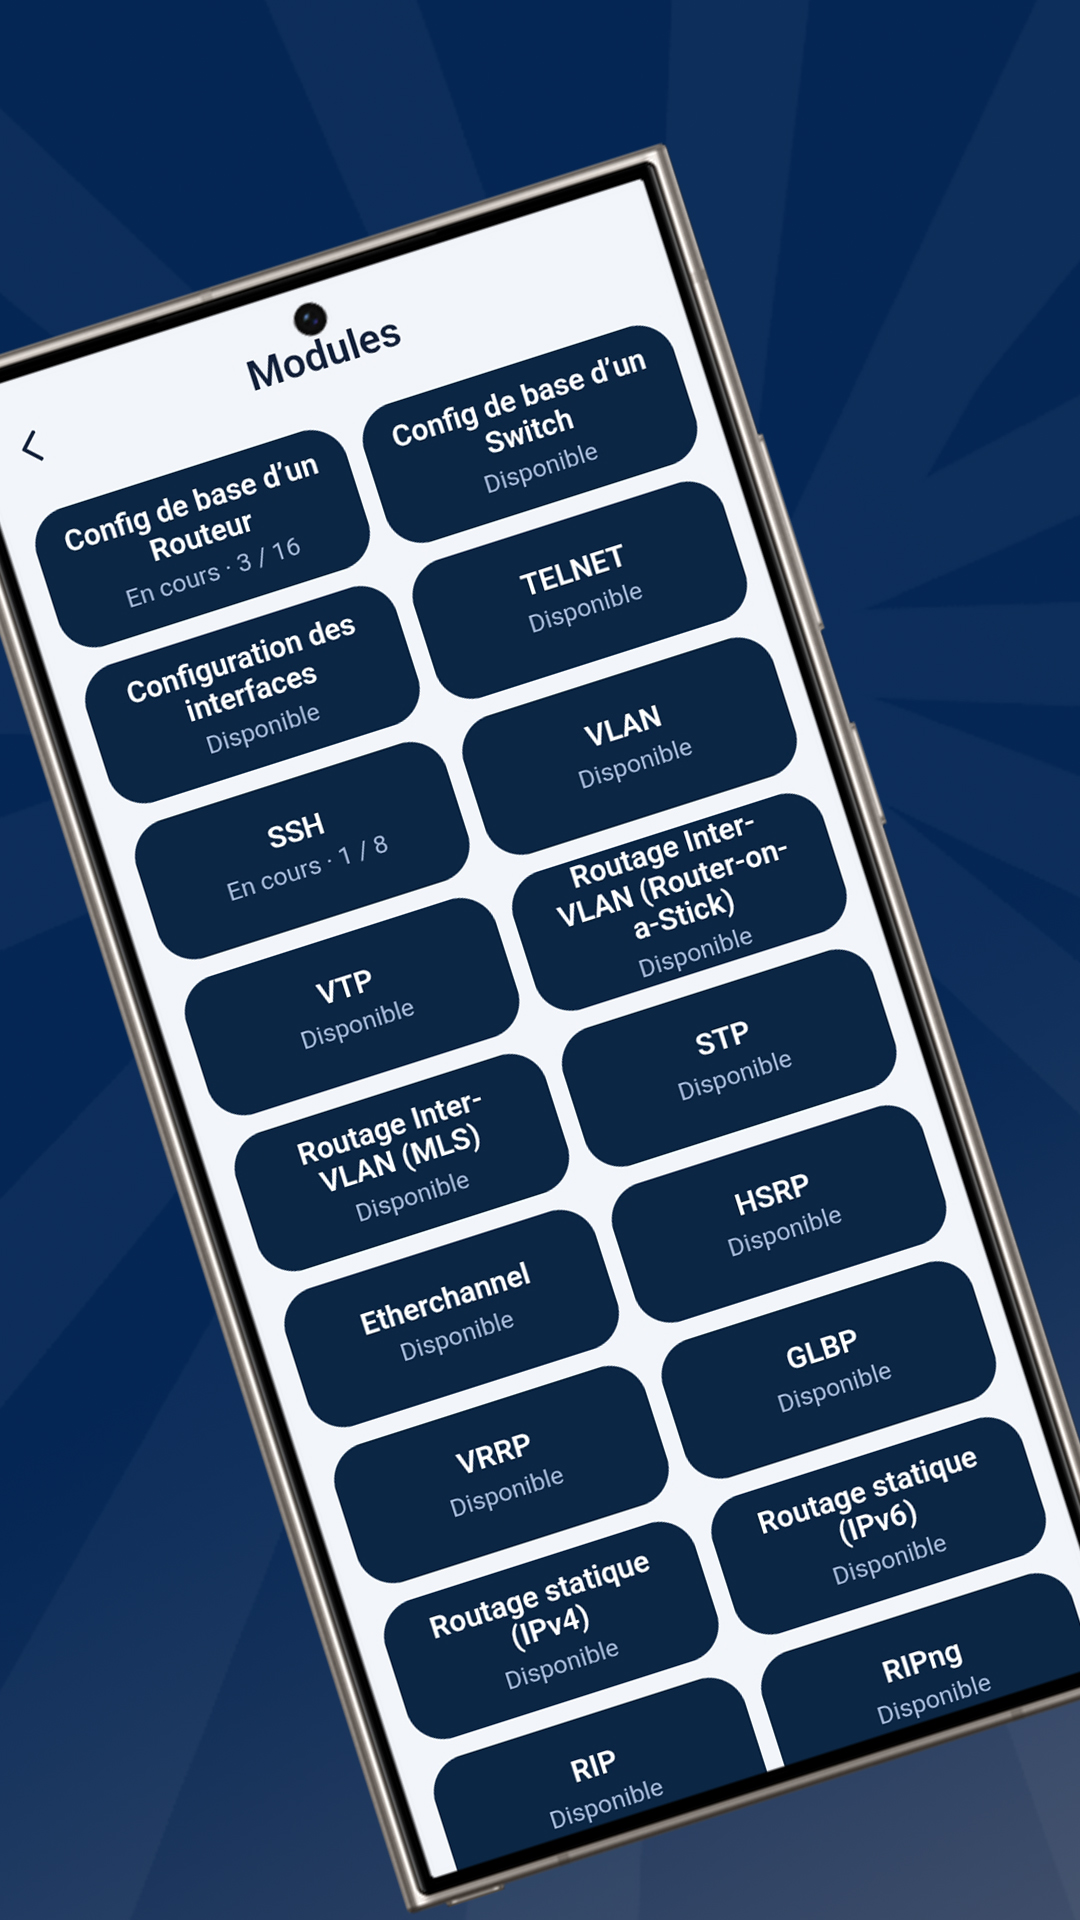 Modules
Config de base d'un
Routeur
En cours · 3 / 16
Config de base d'un
Switch
Disponible
Configuration des
interfaces
Disponible
TELNET
Disponible
SSH
En cours · 1 / 8
VLAN
Disponible
VTP
Disponible
Routage Inter-
VLAN (Router-on-
a-Stick)
Disponible
Routage Inter-
VLAN (MLS)
Disponible
STP
Disponible
Etherchannel
Disponible
HSRP
Disponible
VRRP
Disponible
GLBP
Disponible
Routage statique
(IPv4)
Disponible
Routage statique
(IPv6)
Disponible
RIP
Disponible
RIPng
Disponible